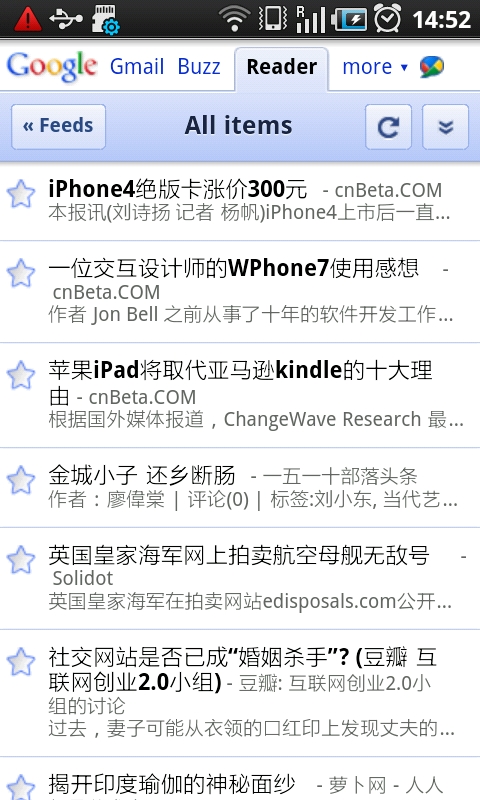 R 14:52
Google Gmail Buzz Reader more ▾
« Feeds All items
iPhone4绝版卡涨价300元 - cnBeta.COM
本报讯(刘诗扬 记者 杨帆)iPhone4上市后一直...
一位交互设计师的WPhone7使用感想 -
cnBeta.COM
作者 Jon Bell 之前从事了十年的软件开发工作...
苹果iPad将取代亚马逊kindle的十大理
由 - cnBeta.COM
根据国外媒体报道，ChangeWave Research 最...
金城小子 还乡断肠 - 一五一十部落头条
作者：廖偉棠 | 评论(0) | 标签:刘小东, 当代艺...
英国皇家海军网上拍卖航空母舰无敌号 -
Solidot
英国皇家海军在拍卖网站edisposals.com公开...
社交网站是否已成“婚姻杀手”? (豆瓣 互
联网创业2.0小组) - 豆瓣: 互联网创业2.0小
组的讨论
过去，妻子可能从衣领的口红印上发现丈夫的...
揭开印度瑜伽的神秘面纱 - 萝卜网 - 人人